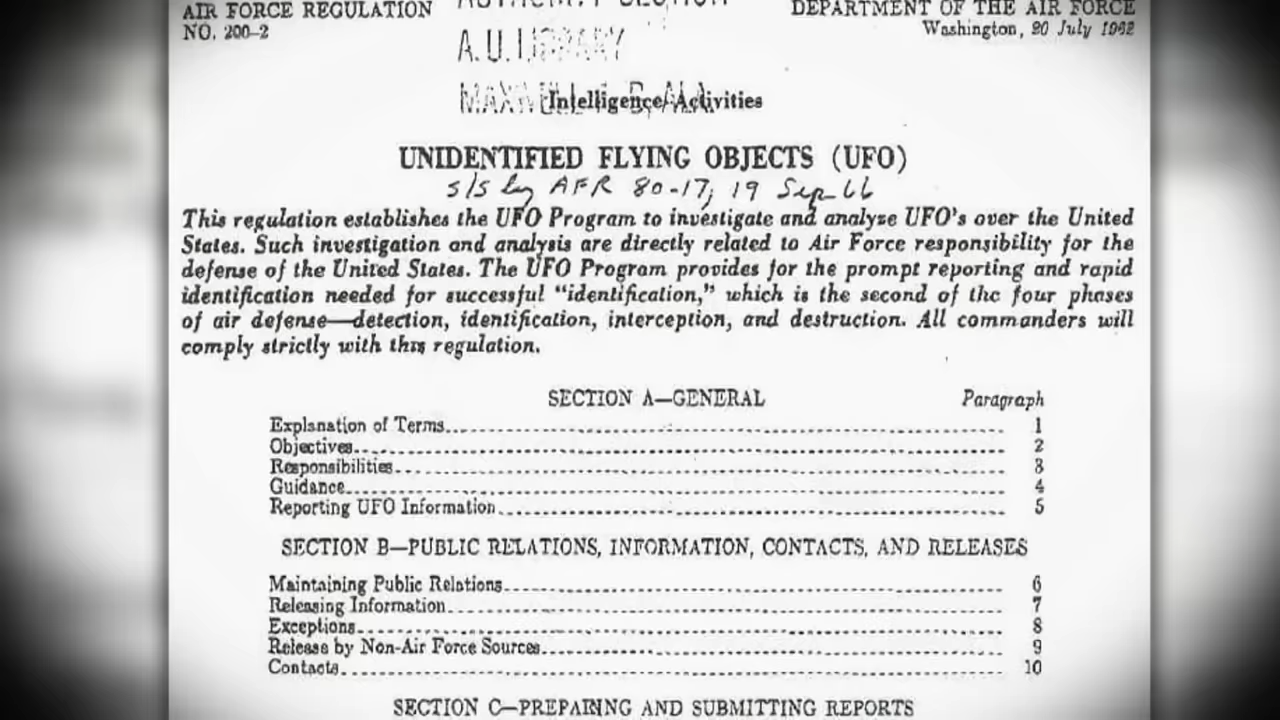 AIR FORCE REGULATION
NO. 200-2
DEPARTMENT OF THE AIR FORCE
Washington, 20 July 1962
A.U. LIBRARY
Intelligence Activities
UNIDENTIFIED FLYING OBJECTS (UFO)
s/s by AFR 80-17, 19 Sep 66
This regulation establishes the UFO Program to investigate and analyze UFO's over the United
States. Such investigation and analysis are directly related to Air Force responsibility for the
defense of the United States. The UFO Program provides for the prompt reporting and rapid
identification needed for successful "identification," which is the second of the four phases
of air defense—detection, identification, interception, and destruction. All commanders will
comply strictly with this regulation.
SECTION A—GENERAL Paragraph
Explanation of Terms 1
Objectives 2
Responsibilities 3
Guidance 4
Reporting UFO Information 5
SECTION B—PUBLIC RELATIONS, INFORMATION, CONTACTS, AND RELEASES
Maintaining Public Relations 6
Releasing Information 7
Exceptions 8
Release by Non-Air Force Sources 9
Contacts 10
SECTION C—PREPARING AND SUBMITTING REPORTS